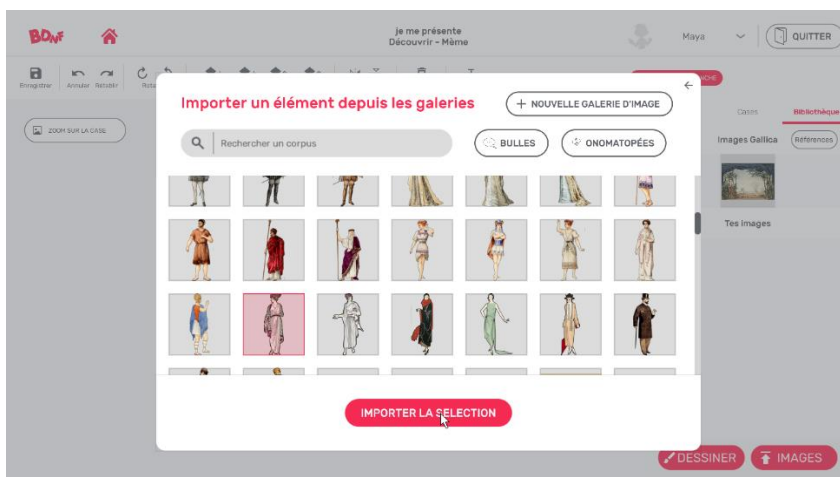 BDnF
je me présente
Découvrir - Mème
Maya
QUITTER
Enregistrer
Annuler Rétablir
ZOOM SUR LA CASE
Importer un élément depuis les galeries
+ NOUVELLE GALERIE D'IMAGE
Rechercher un corpus
BULLES
ONOMATOPÉES
Cases
Bibliothèque
Images Gallica
Références
Tes Images
IMPORTER LA SELECTION
DESSINER
IMAGES